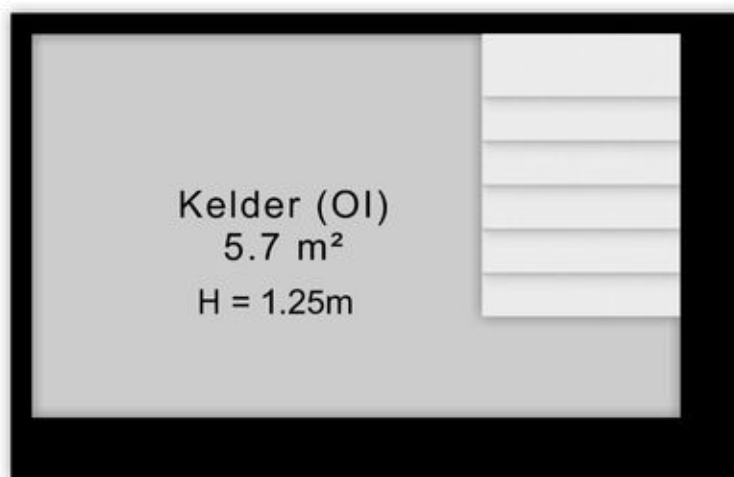 Kelder (OI)
5.7 m²
H = 1.25m